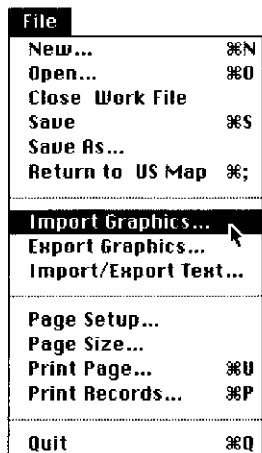 File
New... ⌘N
Open... ⌘O
Close Work File
Save ⌘S
Save As...
Return to US Map ⌘;
Import Graphics...
Export Graphics...
Import/Export Text...
Page Setup...
Page Size...
Print Page... ⌘U
Print Records... ⌘P
Quit ⌘Q